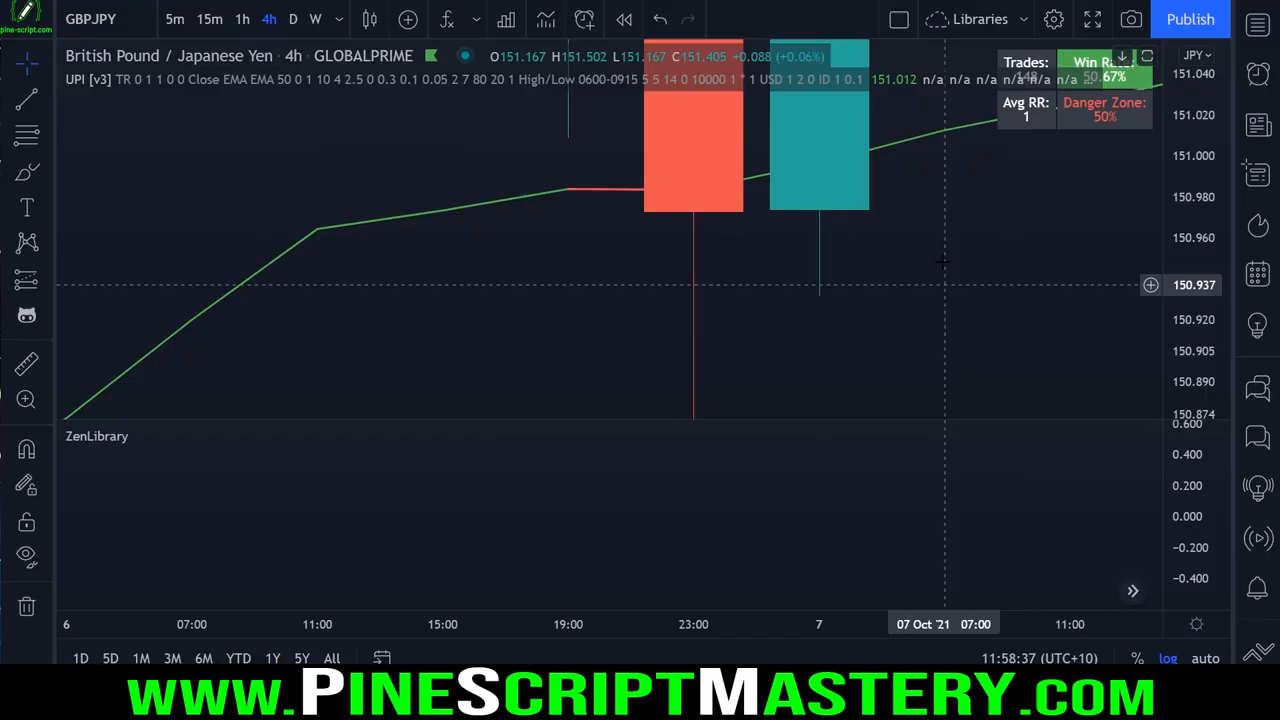 pine-script.com
GBPJPY 5m 15m 1h 4h D W Libraries Publish
British Pound / Japanese Yen · 4h · GLOBALPRIME O151.167 H151.502 L151.167 C151.405 +0.088 (+0.06%)
UPI [v3] TR 0 1 1 0 0 Close EMA EMA 50 0 1 10 4 2.5 0 0.3 0.1 0.05 2 7 80 20 1 High/Low 0600-0915 5 5 14 0 10000 1 * 1 USD 1 2 0 ID 1 0.1 151.012 n/a n/a n/a n/a n/a n/a ...
Trades:
148
Win Rate:
50.67%
Avg RR:
1
Danger Zone:
50%
JPY
151.040
151.020
151.000
150.980
150.960
150.937
150.920
150.905
150.890
150.874
ZenLibrary
0.600
0.400
0.200
0.000
−0.200
−0.400
6 07:00 11:00 15:00 19:00 23:00 7 07 Oct '21 07:00 11:00
1D 5D 1M 3M 6M YTD 1Y 5Y All 11:58:37 (UTC+10) % log auto
www.PineScriptMastery.com